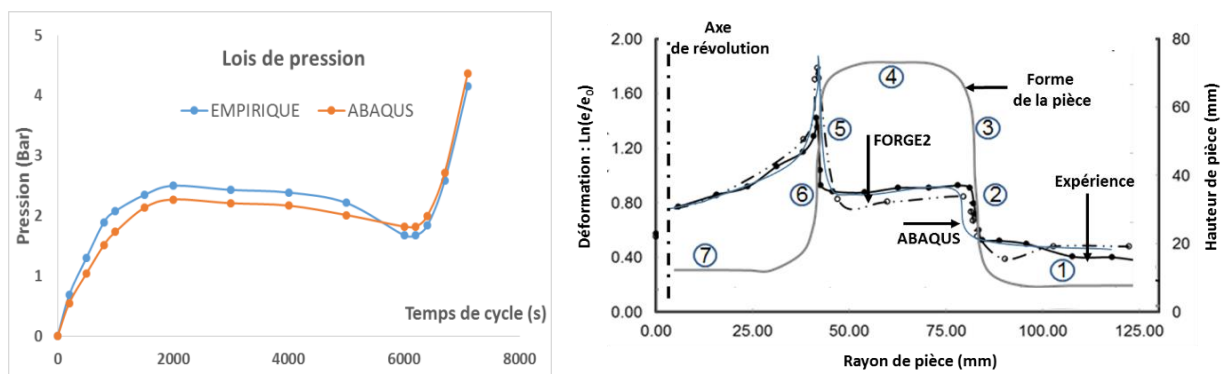 Lois de pression
EMPIRIQUE
ABAQUS
Pression (Bar)
5
4
3
2
1
0
0
2000
4000
6000
8000
Temps de cycle (s)
Axe
de révolution
Déformation : Ln(e/e₀)
2.00
1.60
1.20
0.80
0.40
0.00
0.00
25.00
50.00
75.00
100.00
125.00
Rayon de pièce (mm)
80
60
40
20
0
Hauteur de pièce (mm)
4
Forme
de la pièce
5
3
FORGE2
6
2
Expérience
ABAQUS
7
1